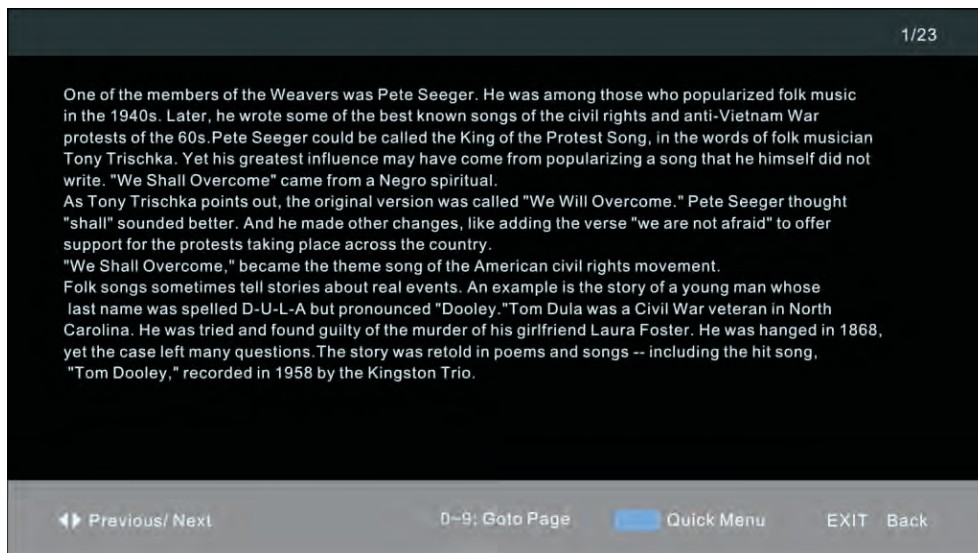 1/23
One of the members of the Weavers was Pete Seeger. He was among those who popularized folk music
in the 1940s. Later, he wrote some of the best known songs of the civil rights and anti-Vietnam War
protests of the 60s.Pete Seeger could be called the King of the Protest Song, in the words of folk musician
Tony Trischka. Yet his greatest influence may have come from popularizing a song that he himself did not
write. "We Shall Overcome" came from a Negro spiritual.
As Tony Trischka points out, the original version was called "We Will Overcome." Pete Seeger thought
"shall" sounded better. And he made other changes, like adding the verse "we are not afraid" to offer
support for the protests taking place across the country.
"We Shall Overcome," became the theme song of the American civil rights movement.
Folk songs sometimes tell stories about real events. An example is the story of a young man whose
last name was spelled D-U-L-A but pronounced "Dooley."Tom Dula was a Civil War veteran in North
Carolina. He was tried and found guilty of the murder of his girlfriend Laura Foster. He was hanged in 1868,
yet the case left many questions.The story was retold in poems and songs -- including the hit song,
"Tom Dooley," recorded in 1958 by the Kingston Trio.
Previous/ Next 0~9: Goto Page Quick Menu EXIT Back